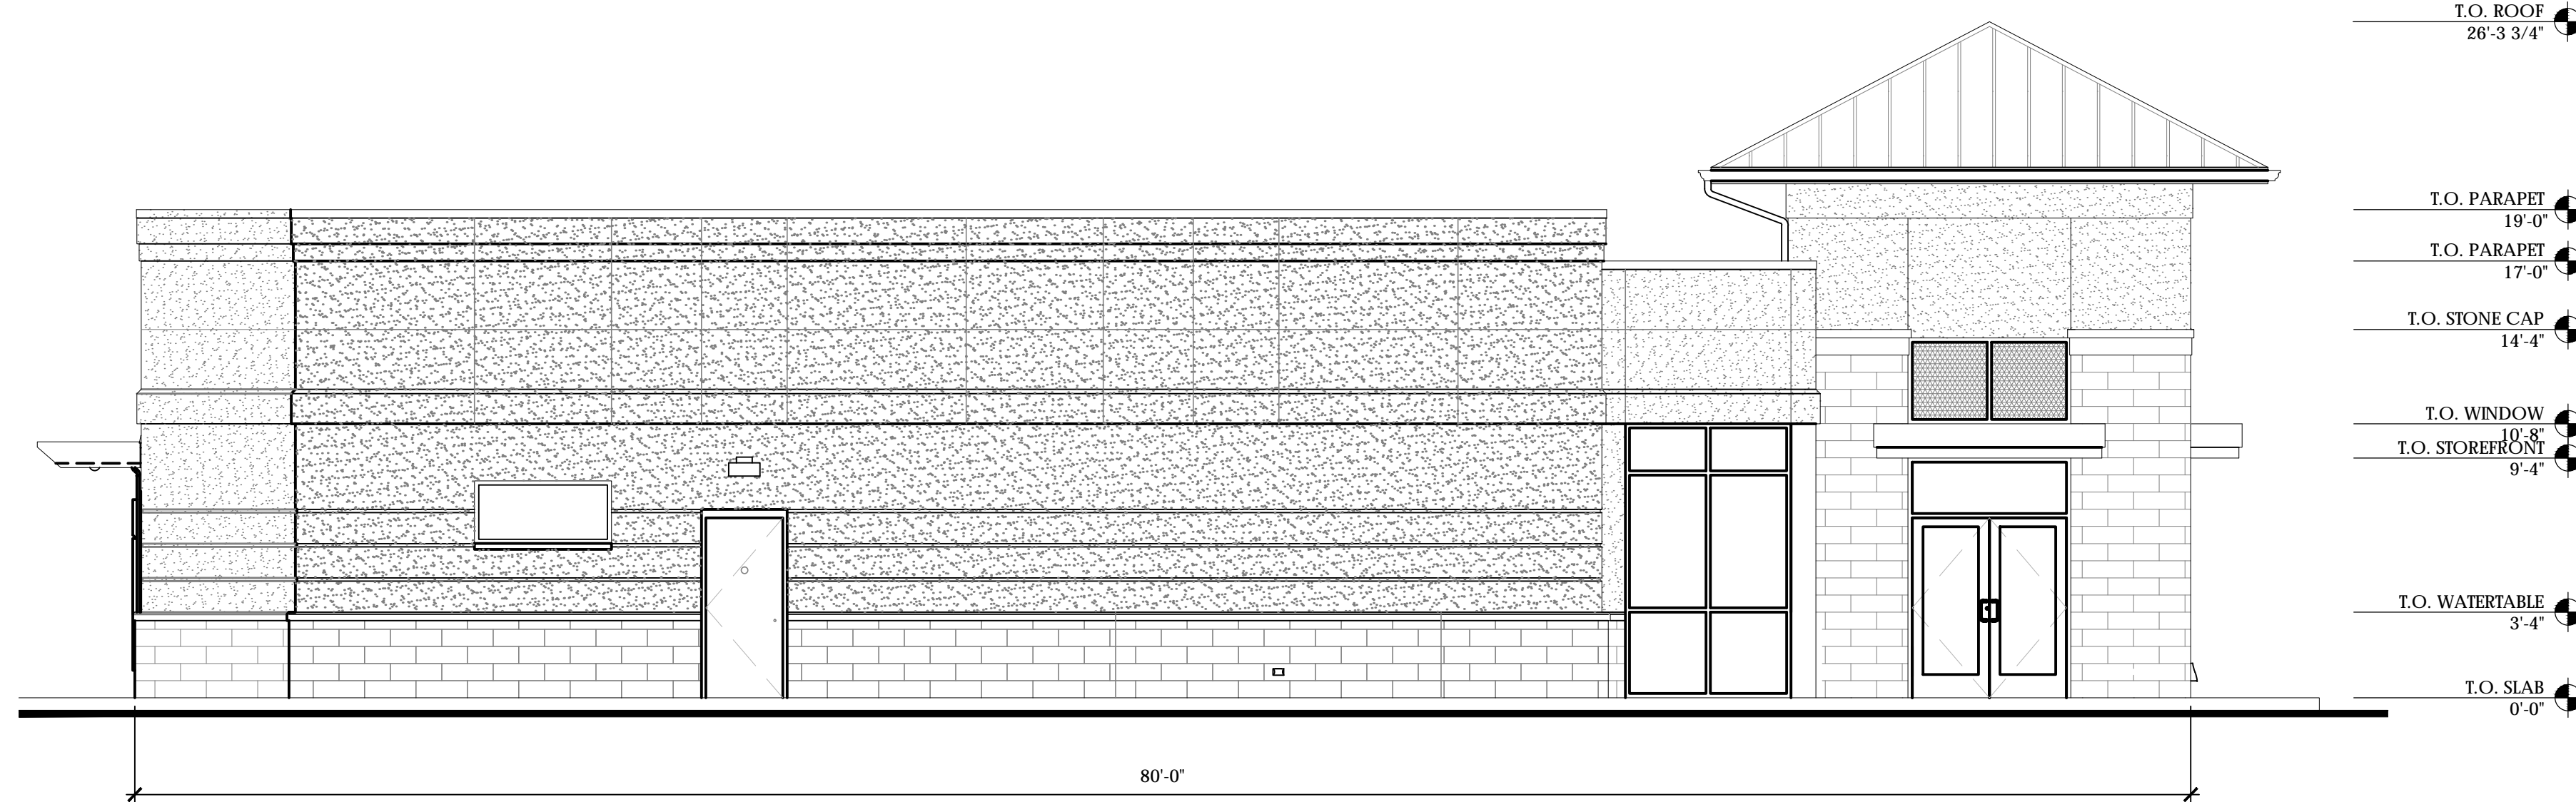 T.O. ROOF
26'-3 3/4"
T.O. PARAPET
19'-0"
T.O. PARAPET
17'-0"
T.O. STONE CAP
14'-4"
T.O. WINDOW
10'-8"
T.O. STOREFRONT
9'-4"
T.O. WATERTABLE
3'-4"
T.O. SLAB
0'-0"
80'-0"